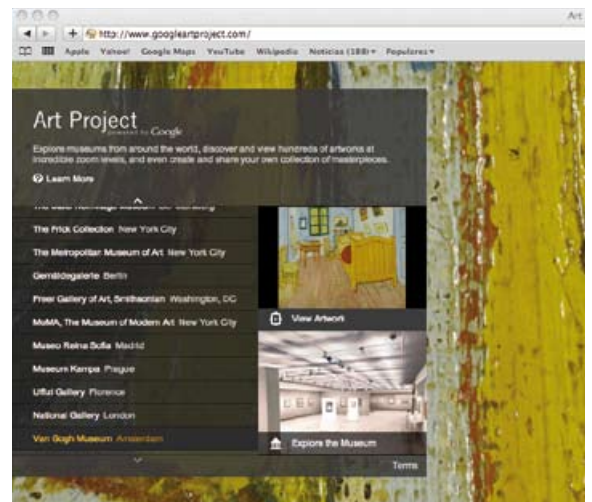 Art
http://www.googleartproject.com/
Apple Yahoo! Google Maps YouTube Wikipedia Noticias (188) Populares
Art Project
powered by Google
Explore museums from around the world, discover and view hundreds of artworks at
incredible zoom levels, and even create and share your own collection of masterpieces.
Learn More
The Frick Collection New York City
The Metropolitan Museum of Art New York City
Gemäldegalerie Berlin
Freer Gallery of Art, Smithsonian Washington, DC
MoMA, The Museum of Modern Art New York City
Museo Reina Sofia Madrid
Museum Kampa Prague
Uffizi Gallery Florence
National Gallery London
Van Gogh Museum Amsterdam
View Artwork
Explore the Museum
Terms